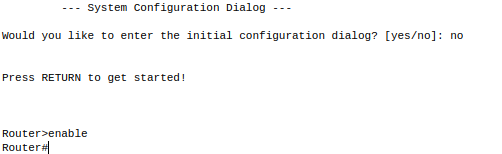 --- System Configuration Dialog ---
Would you like to enter the initial configuration dialog? [yes/no]: no
Press RETURN to get started!
Router>enable
Router#